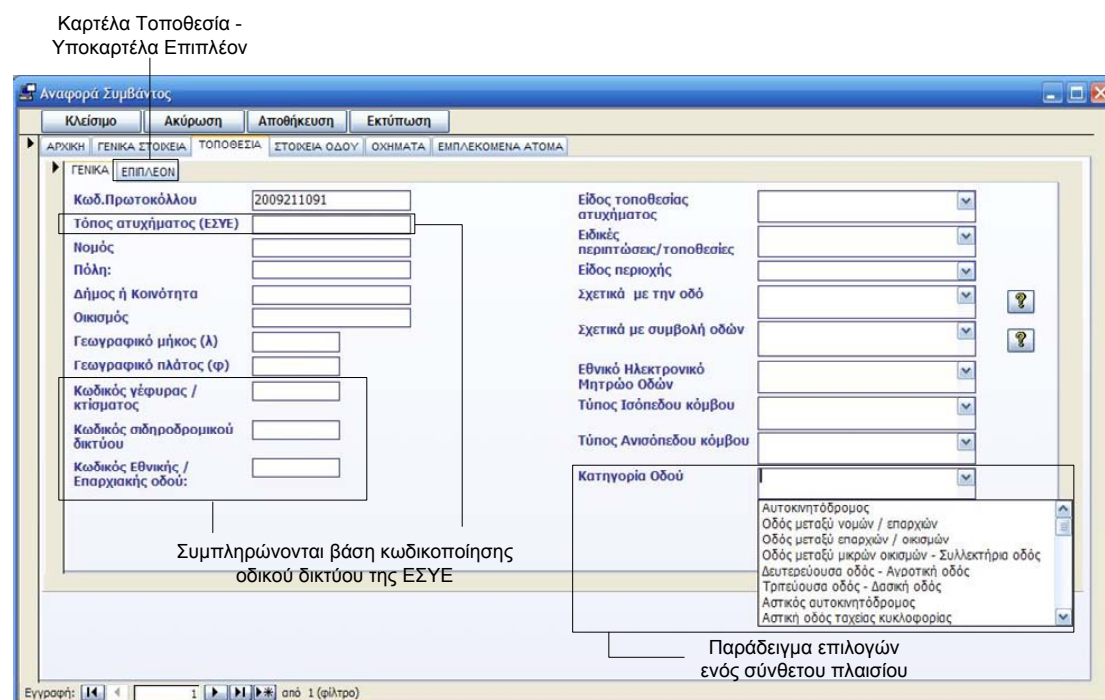 Καρτέλα Τοποθεσία -
Υποκαρτέλα Επιπλέον
Αναφορά Συμβάντος
Κλείσιμο Ακύρωση Αποθήκευση Εκτύπωση
ΑΡΧΙΚΗ ΓΕΝΙΚΑ ΣΤΟΙΧΕΙΑ ΤΟΠΟΘΕΣΙΑ ΣΤΟΙΧΕΙΑ ΟΔΟΥ ΟΧΗΜΑΤΑ ΕΜΠΛΕΚΟΜΕΝΑ ΑΤΟΜΑ
ΓΕΝΙΚΑ ΕΠΙΠΛΕΟΝ
Κωδ.Πρωτοκόλλου 2009211091
Τόπος ατυχήματος (ΕΣΥΕ)
Νομός
Πόλη:
Δήμος ή Κοινότητα
Οικισμός
Γεωγραφικό μήκος (λ)
Γεωγραφικό πλάτος (φ)
Κωδικός γέφυρας /
κτίσματος
Κωδικός σιδηροδρομικού
δικτύου
Κωδικός Εθνικής /
Επαρχιακής οδού:
Είδος τοποθεσίας
ατυχήματος
Ειδικές
περιπτώσεις/τοποθεσίες
Είδος περιοχής
Σχετικά με την οδό
Σχετικά με συμβολή οδών
Εθνικό Ηλεκτρονικό
Μητρώο Οδών
Τύπος Ισόπεδου κόμβου
Τύπος Ανισόπεδου κόμβου
Κατηγορία Οδού
Αυτοκινητόδρομος
Οδός μεταξύ νομών / επαρχιών
Οδός μεταξύ επαρχιών / οικισμών
Οδός μεταξύ μικρών οικισμών - Συλλεκτήρια οδός
Δευτερεύουσα οδός - Αγροτική οδός
Τριτεύουσα οδός - Δασική οδός
Αστικός αυτοκινητόδρομος
Αστική οδός ταχείας κυκλοφορίας
Συμπληρώνονται βάση κωδικοποίησης
οδικού δικτύου της ΕΣΥΕ
Παράδειγμα επιλογών
ενός σύνθετου πλαισίου
Εγγραφή: 1 από 1 (φίλτρο)